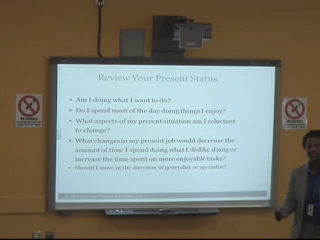 Review Your Present Status
• Am I doing what I want to do?
• Do I spend most of the day doing things I enjoy?
• What aspects of my present situation am I reluctant
to change?
• What changes in my present job would decrease the
amount of time I spend doing what I dislike doing or
increase the time spent on more enjoyable tasks?
• Should I move in the direction of generalist or specialist?